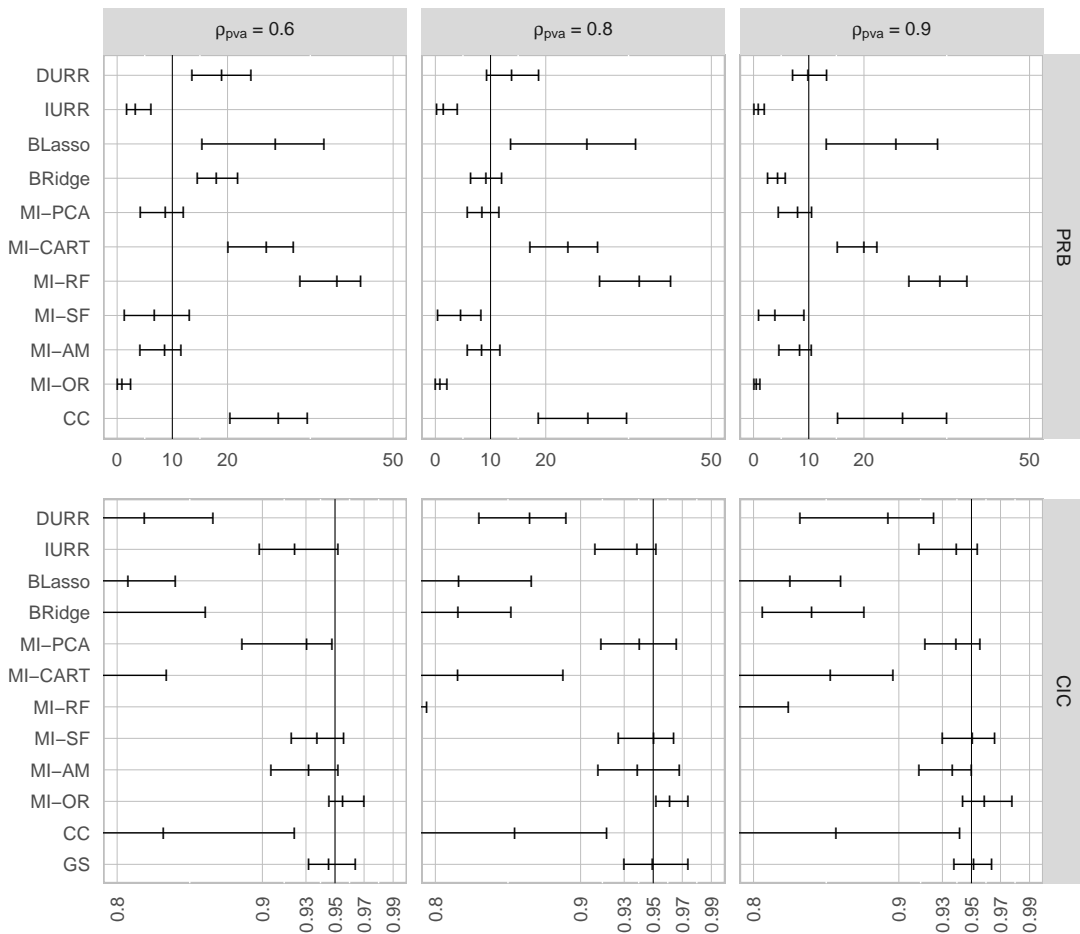 ρpva = 0.6 ρpva = 0.8 ρpva = 0.9
DURR
IURR
BLasso
BRidge
MI−PCA
MI−CART
MI−RF
MI−SF
MI−AM
MI−OR
CC
PRB
0 10 20 50 0 10 20 50 0 10 20 50
DURR
IURR
BLasso
BRidge
MI−PCA
MI−CART
MI−RF
MI−SF
MI−AM
MI−OR
CC
GS
CIC
0.8 0.9 0.93 0.95 0.97 0.99 0.8 0.9 0.93 0.95 0.97 0.99 0.8 0.9 0.93 0.95 0.97 0.99